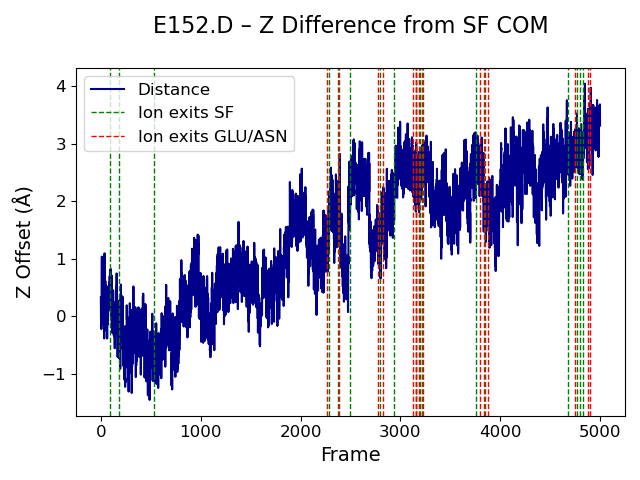 E152.D – Z Difference from SF COM
Distance
Ion exits SF
Ion exits GLU/ASN
Z Offset (Å)
4
3
2
1
0
−1
0 1000 2000 3000 4000 5000
Frame